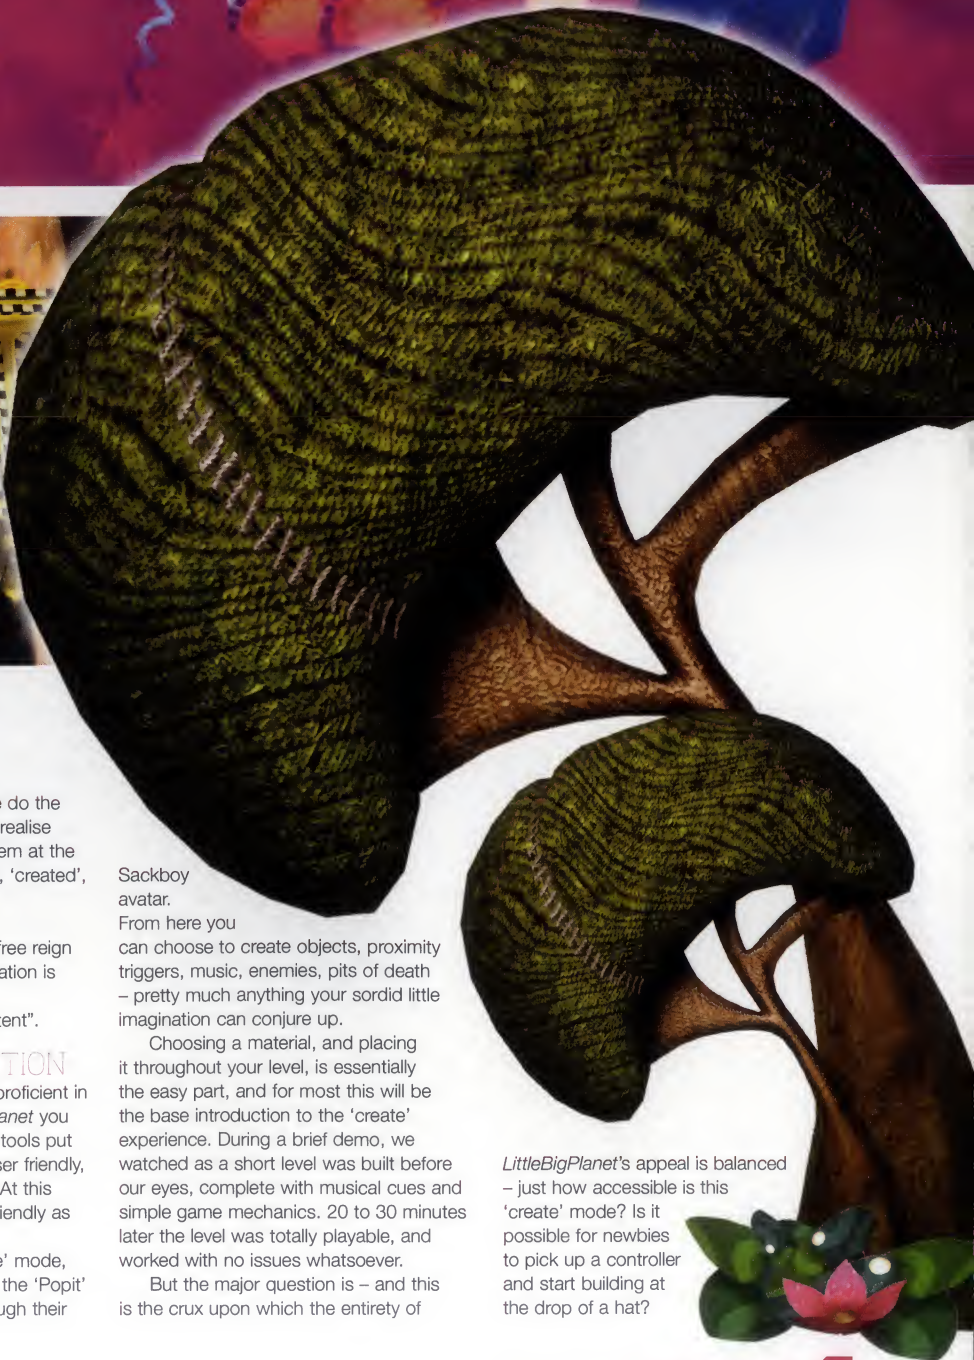 do the
realise
em at the
, ‘created’,
free reign
ation is
tent”.
TION
proficient in
anet you
tools put
ser friendly,
At this
iendly as
e’ mode,
the ‘Popit’
ugh their
Sackboy
avatar.
From here you
can choose to create objects, proximity
triggers, music, enemies, pits of death
– pretty much anything your sordid little
imagination can conjure up.
Choosing a material, and placing
it throughout your level, is essentially
the easy part, and for most this will be
the base introduction to the ‘create’
experience. During a brief demo, we
watched as a short level was built before
our eyes, complete with musical cues and
simple game mechanics. 20 to 30 minutes
later the level was totally playable, and
worked with no issues whatsoever.
But the major question is – and this
is the crux upon which the entirety of
LittleBigPlanet’s appeal is balanced
– just how accessible is this
‘create’ mode? Is it
possible for newbies
to pick up a controller
and start building at
the drop of a hat?